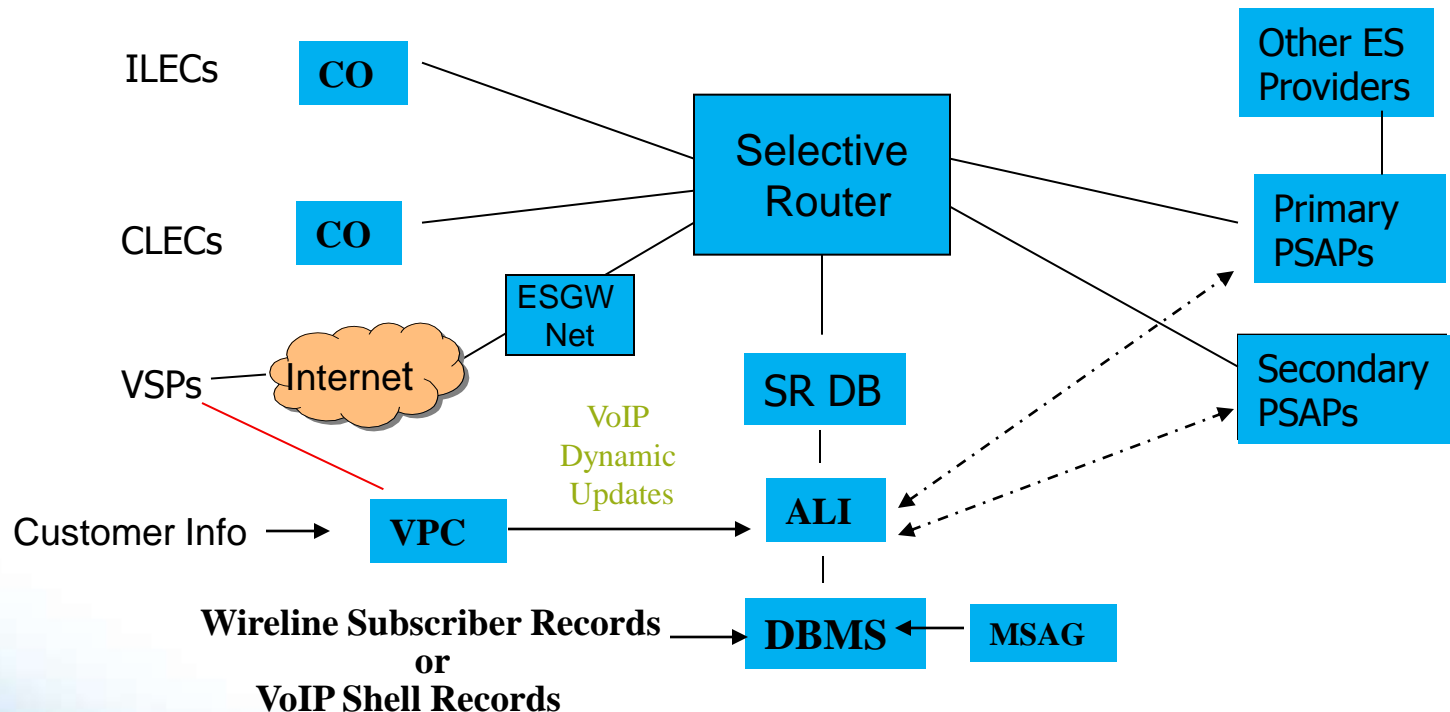 ILECs
CO
Other ES
Providers
Selective
Router
CLECs
CO
Primary
PSAPs
ESGW
Net
VSPs
Internet
SR DB
Secondary
PSAPs
VoIP
Dynamic
Updates
Customer Info
VPC
ALI
Wireline Subscriber Records
or
VoIP Shell Records
DBMS
MSAG